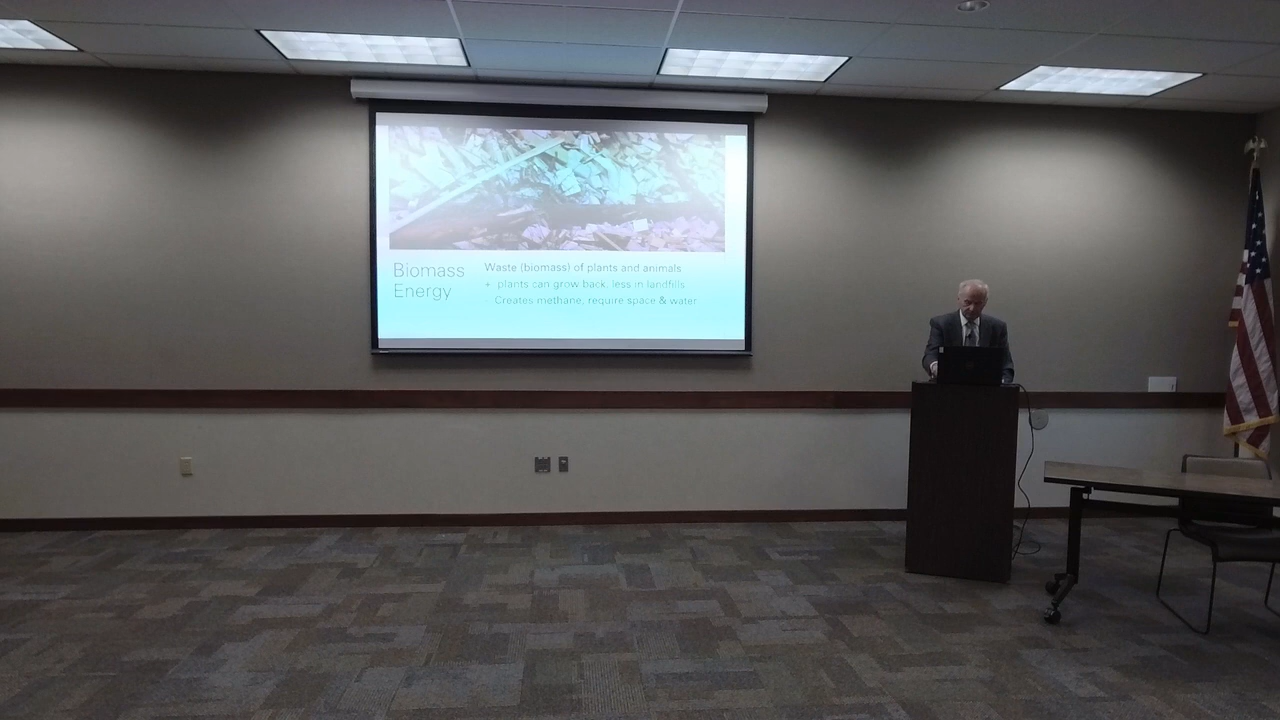 Biomass
Energy
Waste (biomass) of plants and animals
+ plants can grow back, less in landfills
- Creates methane, require space & water